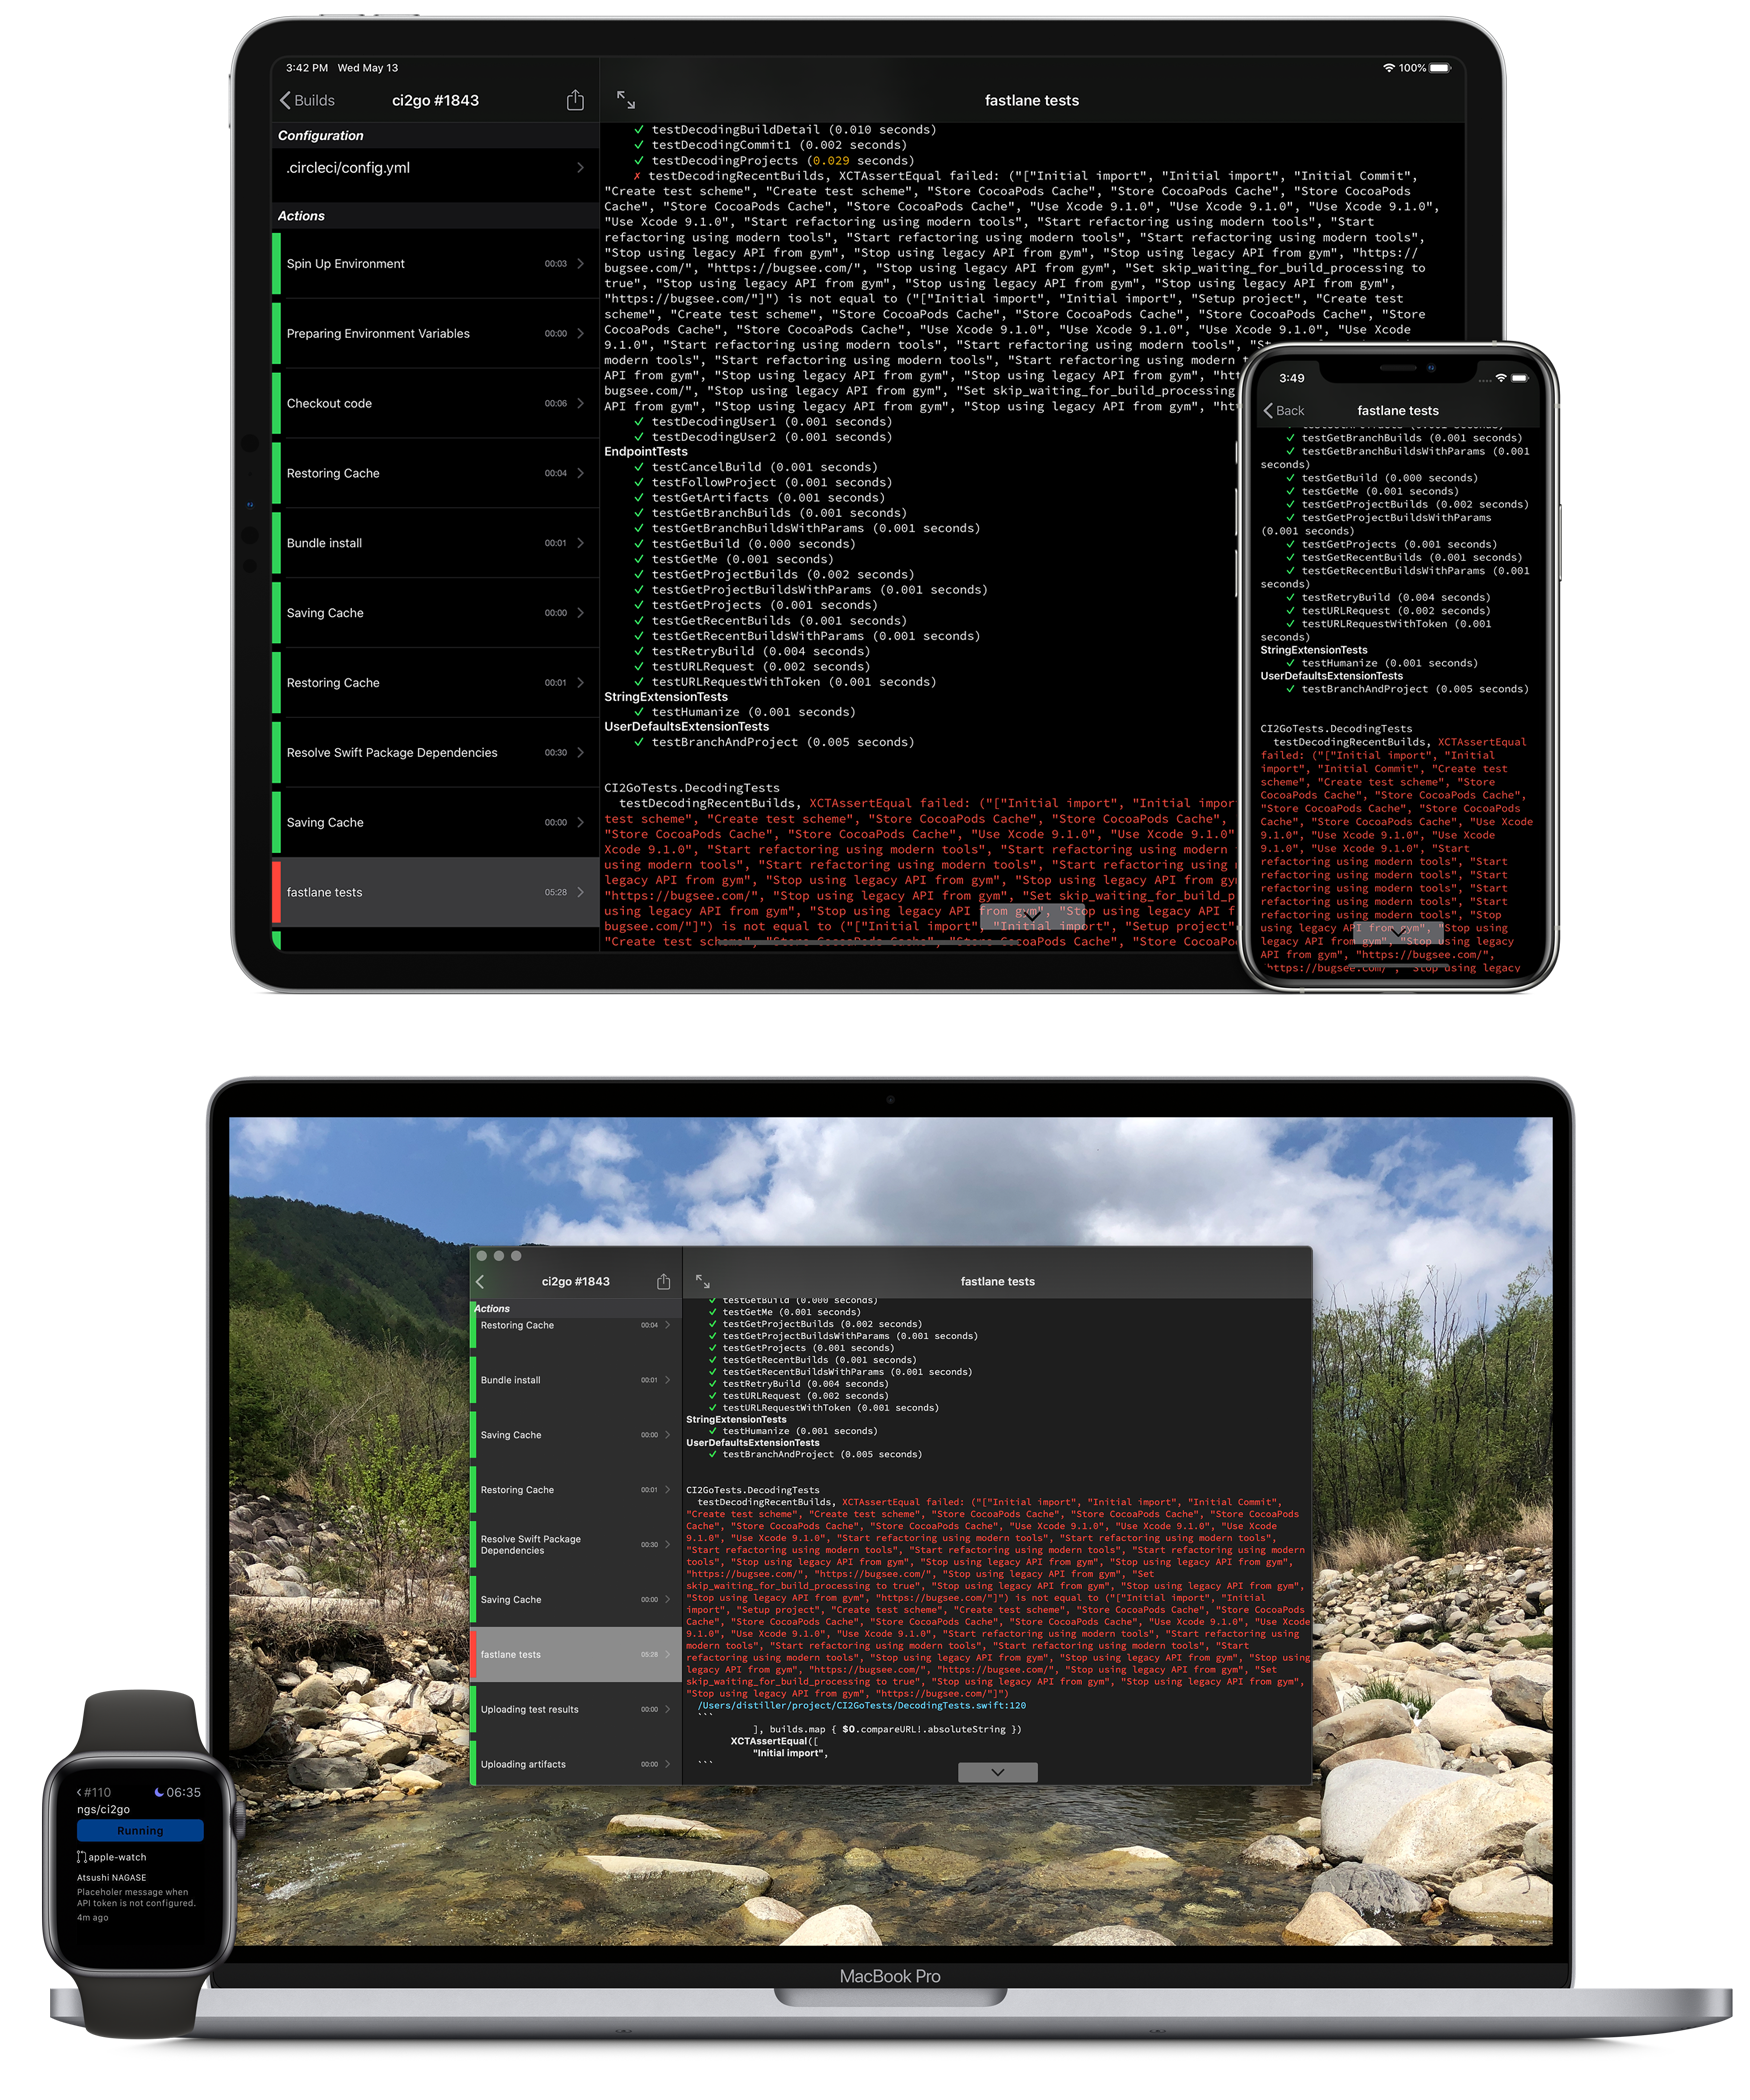 3:42 PM Wed May 13
100%
Builds
ci2go #1843
fastlane tests
Configuration
.circleci/config.yml
Actions
Spin Up Environment 00:03
Preparing Environment Variables 00:00
Checkout code 00:06
Restoring Cache 00:04
Bundle install 00:01
Saving Cache 00:00
Restoring Cache 00:01
Resolve Swift Package Dependencies 00:30
Saving Cache 00:00
fastlane tests 05:28
✓ testDecodingBuildDetail (0.010 seconds)
✓ testDecodingCommit1 (0.002 seconds)
✓ testDecodingProjects (0.029 seconds)
✗ testDecodingRecentBuilds, XCTAssertEqual failed: ("["Initial import", "Initial import", "Initial Commit",
"Create test scheme", "Create test scheme", "Store CocoaPods Cache", "Store CocoaPods Cache", "Store CocoaPods
Cache", "Store CocoaPods Cache", "Store CocoaPods Cache", "Use Xcode 9.1.0", "Use Xcode 9.1.0", "Use Xcode 9.1.0",
"Use Xcode 9.1.0", "Start refactoring using modern tools", "Start refactoring using modern tools", "Start
refactoring using modern tools", "Start refactoring using modern tools", "Start refactoring using modern tools",
"Stop using legacy API from gym", "Stop using legacy API from gym", "Stop using legacy API from gym", "https://
bugsee.com/", "https://bugsee.com/", "Stop using legacy API from gym", "Set skip_waiting_for_build_processing to
true", "Stop using legacy API from gym", "Stop using legacy API from gym", "Stop using legacy API from gym",
"https://bugsee.com/"]") is not equal to ("["Initial import", "Initial import", "Setup project", "Create test
scheme", "Create test scheme", "Store CocoaPods Cache", "Store CocoaPods Cache", "Store CocoaPods Cache", "Store
CocoaPods Cache", "Store CocoaPods Cache", "Use Xcode 9.1.0", "Use Xcode 9.1.0", "Use Xcode 9.1.0", "Use Xcode
9.1.0", "Start refactoring using modern tools", "Start refactoring using modern tools",
modern tools", "Start refactoring using modern tools", "Start refactoring using modern
API from gym", "Stop using legacy API from gym", "Stop using legacy API from gym",
bugsee.com/", "Stop using legacy API from gym", "Set skip_waiting_for_build_processing
API from gym", "Stop using legacy API from gym", "Stop using legacy API from gym",
✓ testDecodingUser1 (0.001 seconds)
✓ testDecodingUser2 (0.001 seconds)
EndpointTests
✓ testCancelBuild (0.001 seconds)
✓ testFollowProject (0.001 seconds)
✓ testGetArtifacts (0.001 seconds)
✓ testGetBranchBuilds (0.001 seconds)
✓ testGetBranchBuildsWithParams (0.001 seconds)
✓ testGetBuild (0.000 seconds)
✓ testGetMe (0.001 seconds)
✓ testGetProjectBuilds (0.002 seconds)
✓ testGetProjectBuildsWithParams (0.001 seconds)
✓ testGetProjects (0.001 seconds)
✓ testGetRecentBuilds (0.001 seconds)
✓ testGetRecentBuildsWithParams (0.001 seconds)
✓ testRetryBuild (0.004 seconds)
✓ testURLRequest (0.002 seconds)
✓ testURLRequestWithToken (0.001 seconds)
StringExtensionTests
✓ testHumanize (0.001 seconds)
UserDefaultsExtensionTests
✓ testBranchAndProject (0.005 seconds)
CI2GoTests.DecodingTests
testDecodingRecentBuilds, XCTAssertEqual failed: ("["Initial import", "Initial impor
test scheme", "Create test scheme", "Store CocoaPods Cache", "Store CocoaPods Cache",
"Store CocoaPods Cache", "Store CocoaPods Cache", "Use Xcode 9.1.0", "Use Xcode 9.1.0"
Xcode 9.1.0", "Start refactoring using modern tools", "Start refactoring using modern
using modern tools", "Start refactoring using modern tools", "Start refactoring using
legacy API from gym", "Stop using legacy API from gym", "Stop using legacy API from gy
"https://bugsee.com/", "Stop using legacy API from gym", "Set skip_waiting_for_build_p
using legacy API from gym", "Stop using legacy API from gym", "Stop using legacy API f
bugsee.com/"]") is not equal to ("["Initial import", "Initial import", "Setup project"
"Create test scheme", "Store CocoaPods Cache", "Store CocoaPods Cache", "Store CocoaPo
3:49
Back
fastlane tests
✓ testGetBranchBuilds (0.001 seconds)
✓ testGetBranchBuildsWithParams (0.001
seconds)
✓ testGetBuild (0.000 seconds)
✓ testGetMe (0.001 seconds)
✓ testGetProjectBuilds (0.002 seconds)
✓ testGetProjectBuildsWithParams
(0.001 seconds)
✓ testGetProjects (0.001 seconds)
✓ testGetRecentBuilds (0.001 seconds)
✓ testGetRecentBuildsWithParams (0.001
seconds)
✓ testRetryBuild (0.004 seconds)
✓ testURLRequest (0.002 seconds)
✓ testURLRequestWithToken (0.001
seconds)
StringExtensionTests
✓ testHumanize (0.001 seconds)
UserDefaultsExtensionTests
✓ testBranchAndProject (0.005 seconds)
CI2GoTests.DecodingTests
testDecodingRecentBuilds, XCTAssertEqual
failed: ("["Initial import", "Initial
import", "Initial Commit", "Create test
scheme", "Create test scheme", "Store
CocoaPods Cache", "Store CocoaPods Cache",
"Store CocoaPods Cache", "Store CocoaPods
Cache", "Store CocoaPods Cache", "Use Xcode
9.1.0", "Use Xcode 9.1.0", "Use Xcode
9.1.0", "Use Xcode 9.1.0", "Start
refactoring using modern tools", "Start
refactoring using modern tools", "Start
refactoring using modern tools", "Start
refactoring using modern tools", "Start
refactoring using modern tools", "Stop
using legacy API from gym", "Stop using
legacy API from gym", "Stop using legacy
API from gym", "https://bugsee.com/",
"https://bugsee.com/", "Stop using legacy
ci2go #1843
fastlane tests
Actions
Restoring Cache 00:04
Bundle install 00:01
Saving Cache 00:00
Restoring Cache 00:01
Resolve Swift Package
Dependencies 00:30
Saving Cache 00:00
fastlane tests 05:28
Uploading test results 00:00
Uploading artifacts 00:00
✓ testGetBuild (0.000 seconds)
✓ testGetMe (0.001 seconds)
✓ testGetProjectBuilds (0.002 seconds)
✓ testGetProjectBuildsWithParams (0.001 seconds)
✓ testGetProjects (0.001 seconds)
✓ testGetRecentBuilds (0.001 seconds)
✓ testGetRecentBuildsWithParams (0.001 seconds)
✓ testRetryBuild (0.004 seconds)
✓ testURLRequest (0.002 seconds)
✓ testURLRequestWithToken (0.001 seconds)
StringExtensionTests
✓ testHumanize (0.001 seconds)
UserDefaultsExtensionTests
✓ testBranchAndProject (0.005 seconds)
CI2GoTests.DecodingTests
testDecodingRecentBuilds, XCTAssertEqual failed: ("["Initial import", "Initial import", "Initial Commit",
"Create test scheme", "Create test scheme", "Store CocoaPods Cache", "Store CocoaPods Cache", "Store CocoaPods
Cache", "Store CocoaPods Cache", "Store CocoaPods Cache", "Use Xcode 9.1.0", "Use Xcode 9.1.0", "Use Xcode
9.1.0", "Use Xcode 9.1.0", "Start refactoring using modern tools", "Start refactoring using modern tools",
"Start refactoring using modern tools", "Start refactoring using modern tools", "Start refactoring using modern
tools", "Stop using legacy API from gym", "Stop using legacy API from gym", "Stop using legacy API from gym",
"https://bugsee.com/", "https://bugsee.com/", "Stop using legacy API from gym", "Set
skip_waiting_for_build_processing to true", "Stop using legacy API from gym", "Stop using legacy API from gym",
"Stop using legacy API from gym", "https://bugsee.com/"]") is not equal to ("["Initial import", "Initial
import", "Setup project", "Create test scheme", "Create test scheme", "Store CocoaPods Cache", "Store CocoaPods
Cache", "Store CocoaPods Cache", "Store CocoaPods Cache", "Store CocoaPods Cache", "Use Xcode 9.1.0", "Use Xcode
9.1.0", "Use Xcode 9.1.0", "Use Xcode 9.1.0", "Start refactoring using modern tools", "Start refactoring using
modern tools", "Start refactoring using modern tools", "Start refactoring using modern tools", "Start
refactoring using modern tools", "Stop using legacy API from gym", "Stop using legacy API from gym", "Stop using
legacy API from gym", "https://bugsee.com/", "https://bugsee.com/", "Stop using legacy API from gym", "Set
skip_waiting_for_build_processing to true", "Stop using legacy API from gym", "Stop using legacy API from gym",
"Stop using legacy API from gym", "https://bugsee.com/"]")
/Users/distiller/project/CI2GoTests/DecodingTests.swift:120
```
], builds.map { $0.compareURL!.absoluteString })
XCTAssertEqual([
"Initial import",
```
MacBook Pro
#110 06:35
ngs/ci2go
Running
apple-watch
Atsushi NAGASE
Placeholer message when
API token is not configured.
4m ago